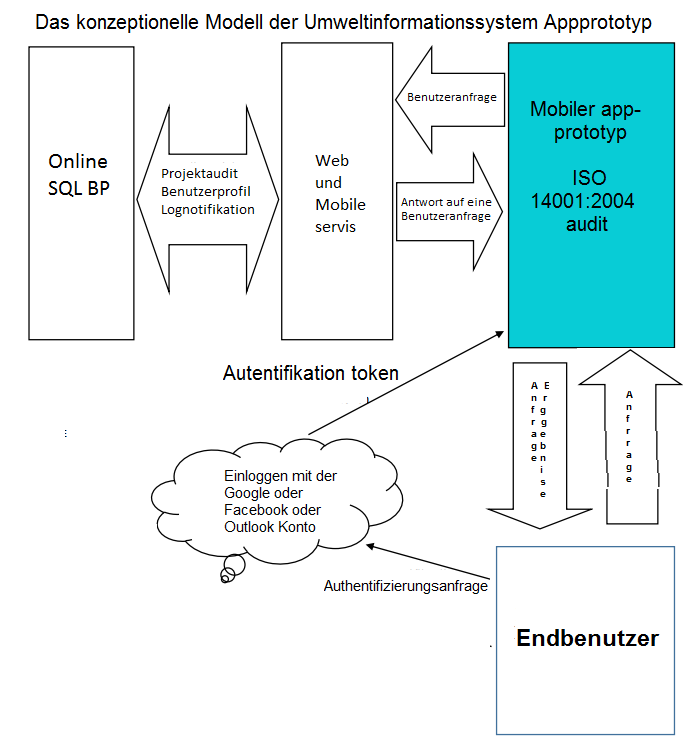 Das konzeptionelle Modell der Umweltinformationssystem Appprototyp
Online
SQL BP
Projektaudit
Benutzerprofil
Lognotifikation
Web
und
Mobile
servis
Benutzeranfrage
Antwort auf eine
Benutzeranfrage
Mobiler app-
prototyp
ISO
14001:2004
audit
Autentifikation token
Anfrage
Erggebnise
Anfrrage
Einloggen mit der
Google oder
Facebook oder
Outlook Konto
Authentifizierungsanfrage
Endbenutzer